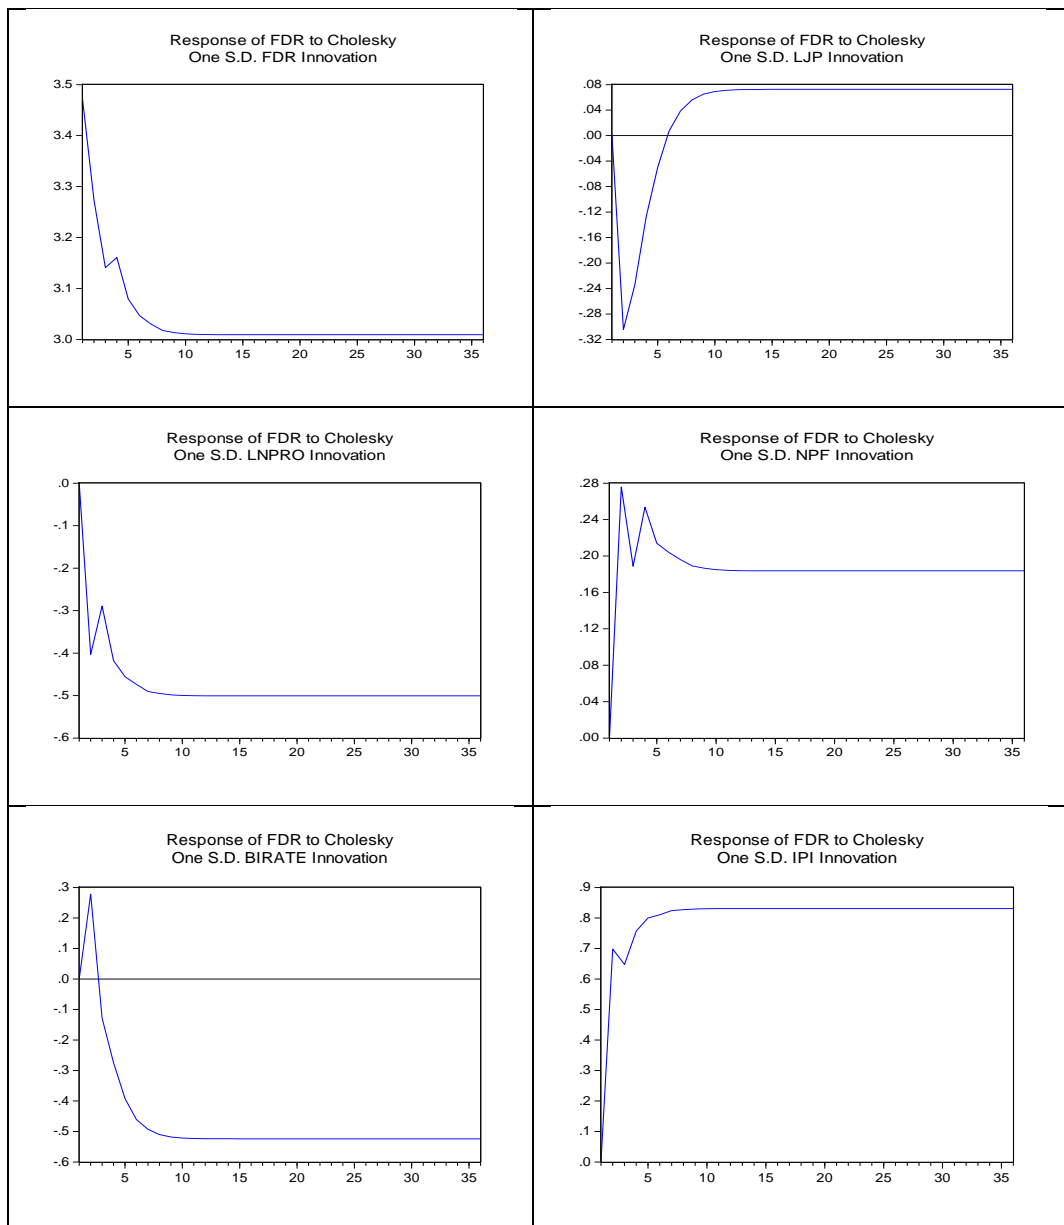 Response of FDR to Cholesky
One S.D. FDR Innovation
3.5
3.4
3.3
3.2
3.1
3.0
5 10 15 20 25 30 35
Response of FDR to Cholesky
One S.D. LJP Innovation
.08
.04
.00
-.04
-.08
-.12
-.16
-.20
-.24
-.28
-.32
5 10 15 20 25 30 35
Response of FDR to Cholesky
One S.D. LNPRO Innovation
.0
-.1
-.2
-.3
-.4
-.5
-.6
5 10 15 20 25 30 35
Response of FDR to Cholesky
One S.D. NPF Innovation
.28
.24
.20
.16
.12
.08
.04
.00
5 10 15 20 25 30 35
Response of FDR to Cholesky
One S.D. BIRATE Innovation
.3
.2
.1
.0
-.1
-.2
-.3
-.4
-.5
-.6
5 10 15 20 25 30 35
Response of FDR to Cholesky
One S.D. IPI Innovation
.9
.8
.7
.6
.5
.4
.3
.2
.1
.0
5 10 15 20 25 30 35